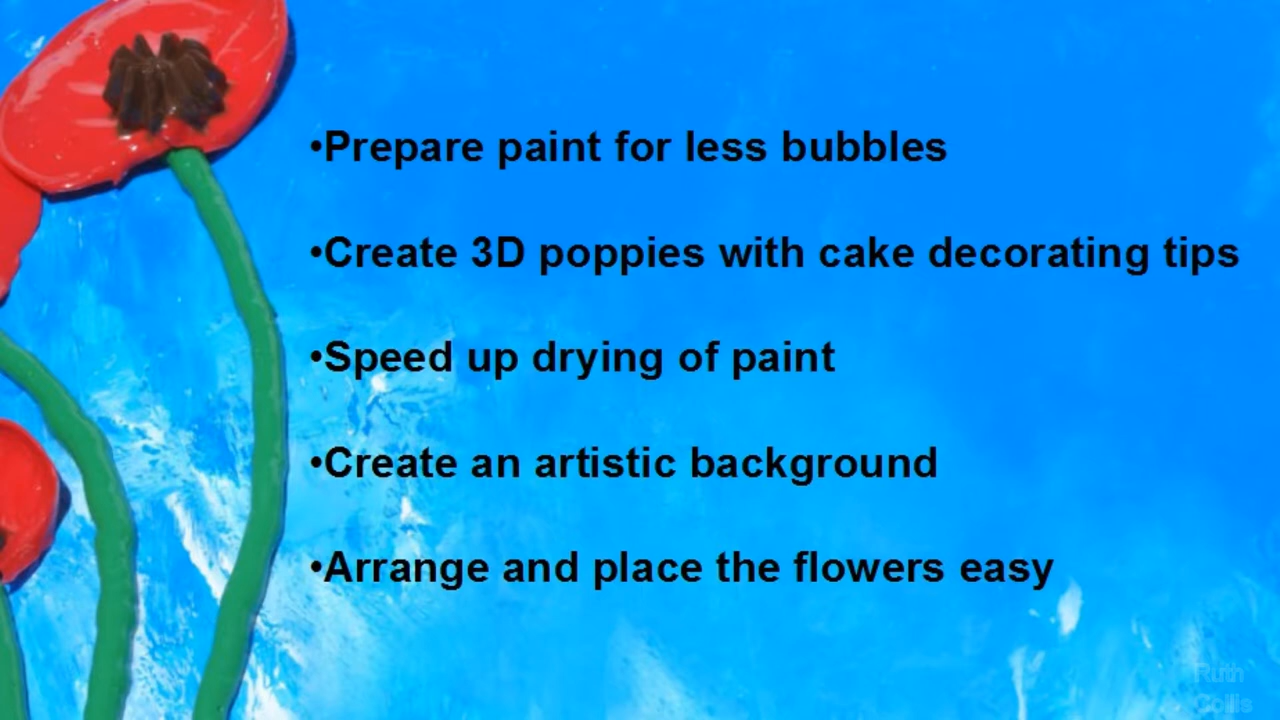 •Prepare paint for less bubbles
•Create 3D poppies with cake decorating tips
•Speed up drying of paint
•Create an artistic background
•Arrange and place the flowers easy
Ruth
Collis